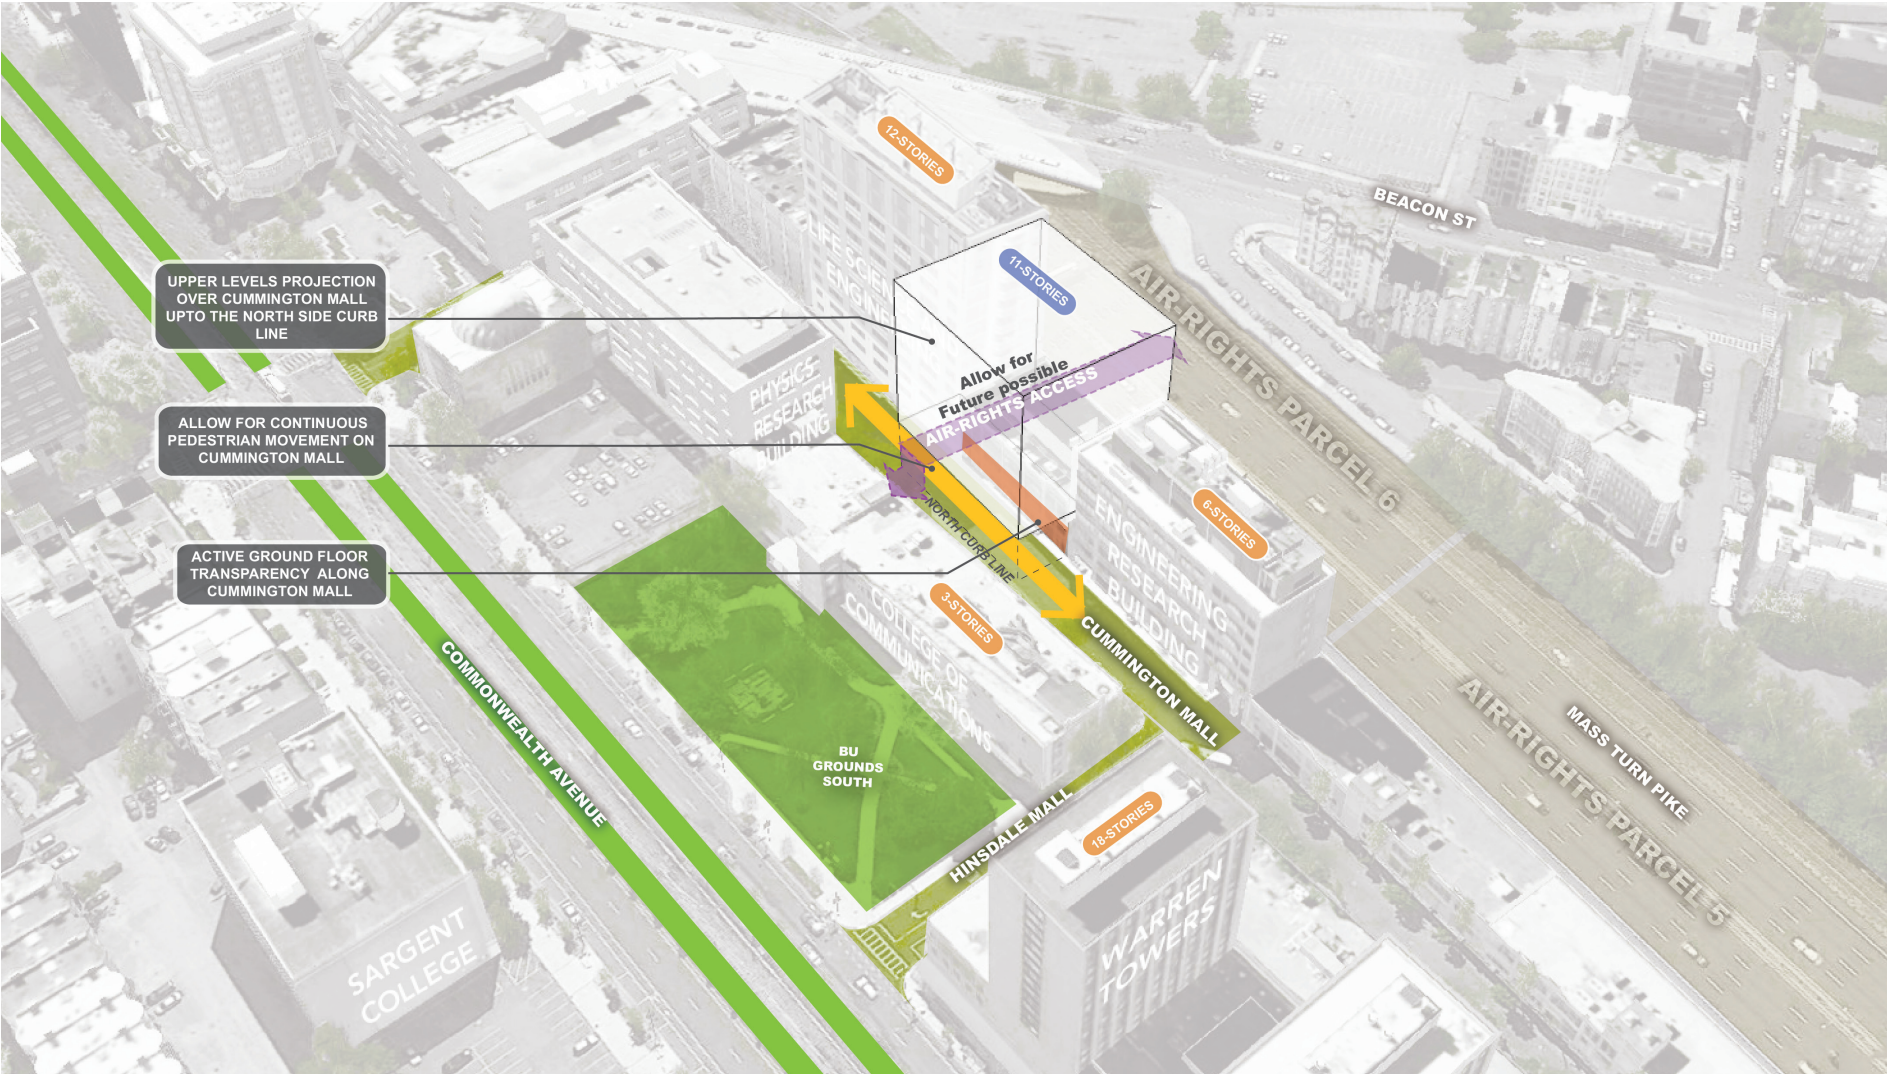 12-STORIES
BEACON ST
UPPER LEVELS PROJECTION
OVER CUMMINGTON MALL
UPTO THE NORTH SIDE CURB
LINE
11-STORIES
LIFE SCIEN
ENGIN
AIR-RIGHTS PARCEL 6
Allow for
Future possible
AIR-RIGHTS ACCESS
PHYSICS
RESEARCH
BUILDING
ALLOW FOR CONTINUOUS
PEDESTRIAN MOVEMENT ON
CUMMINGTON MALL
NORTH CURB LINE
6-STORIES
ENGINEERING
RESEARCH
BUILDING
ACTIVE GROUND FLOOR
TRANSPARENCY ALONG
CUMMINGTON MALL
3-STORIES
COLLEGE OF
COMMUNICATIONS
CUMMINGTON MALL
COMMONWEALTH AVENUE
BU
GROUNDS
SOUTH
AIR-RIGHTS PARCEL 5
MASS TURN PIKE
HINSDALE MALL
18-STORIES
WARREN
TOWERS
SARGENT
COLLEGE